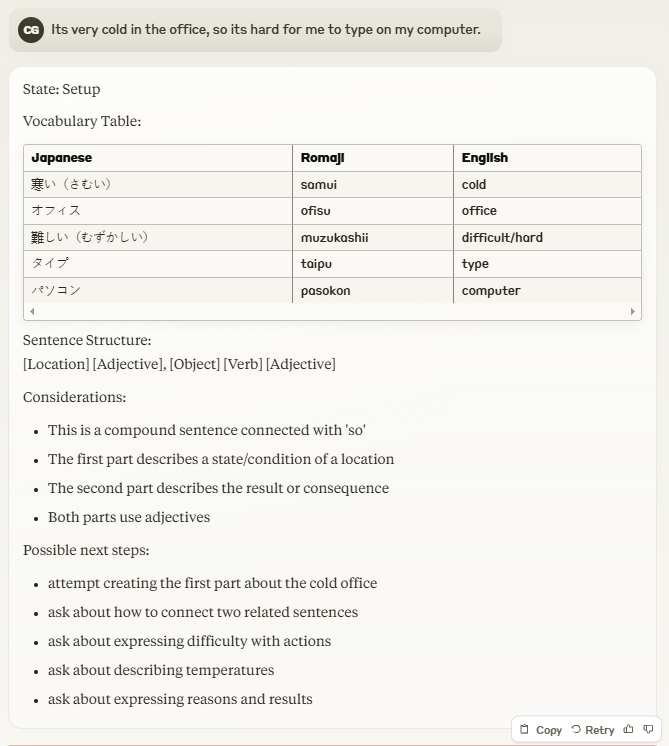 CG Its very cold in the office, so its hard for me to type on my computer.
State: Setup
Vocabulary Table:
Japanese Romaji English
寒い（さむい） samui cold
オフィス ofisu office
難しい（むずかしい） muzukashii difficult/hard
タイプ taipu type
パソコン pasokon computer
Sentence Structure:
[Location] [Adjective], [Object] [Verb] [Adjective]
Considerations:
• This is a compound sentence connected with 'so'
• The first part describes a state/condition of a location
• The second part describes the result or consequence
• Both parts use adjectives
Possible next steps:
• attempt creating the first part about the cold office
• ask about how to connect two related sentences
• ask about expressing difficulty with actions
• ask about describing temperatures
• ask about expressing reasons and results
Copy Retry